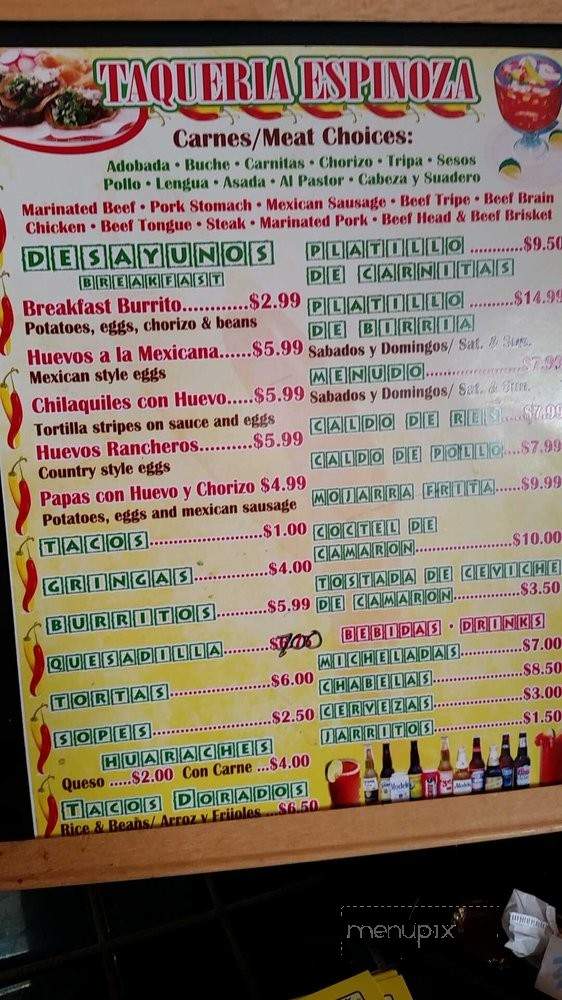 TAQUERIA ESPINOZA
Carnes/Meat Choices:
Adobada • Buche • Carnitas • Chorizo • Tripa • Sesos
Pollo • Lengua • Asada • Al Pastor • Cabeza y Suadero
Marinated Beef • Pork Stomach • Mexican Sausage • Beef Tripe • Beef Brain
Chicken • Beef Tongue • Steak • Marinated Pork • Beef Head & Beef Brisket
DESAYUNOS
BREAKFAST
Breakfast Burrito...........$2.99
Potatoes, eggs, chorizo & beans
Huevos a la Mexicana......$5.99
Mexican style eggs
Chilaquiles con Huevo.....$5.99
Tortilla stripes on sauce and eggs
Huevos Rancheros..........$5.99
Country style eggs
Papas con Huevo y Chorizo $4.99
Potatoes, eggs and mexican sausage
TACOS.........................$1.00
GRINGAS.....................$4.00
BURRITOS..................$5.99
QUESADILLA.........$7.00
TORTAS.......................$6.00
SOPES.........................$2.50
HUARACHES
Queso .....$2.00 Con Carne ...$4.00
TACOS DORADOS
Rice & Beans/ Arroz y Frijoles ...$6.50
PLATILLO ...........$9.50
DE CARNITAS
PLATILLO .........$14.99
DE BIRRIA
Sabados y Domingos/ Sat. & Sun.
MENUDO...................$7.99
Sabados y Domingos/ Sat. & Sun.
CALDO DE RES.....$7.99
CALDO DE POLLO....$7.99
MOJARRA FRITA......$9.99
COCTEL DE
CAMARON...................$10.00
TOSTADA DE CEVICHE
DE CAMARON.............$3.50
BEBIDAS • DRINKS
MICHELADAS.............$7.00
CHABELAS..................$8.50
CERVEZAS..................$3.00
JARRITOS..................$1.50
menupix